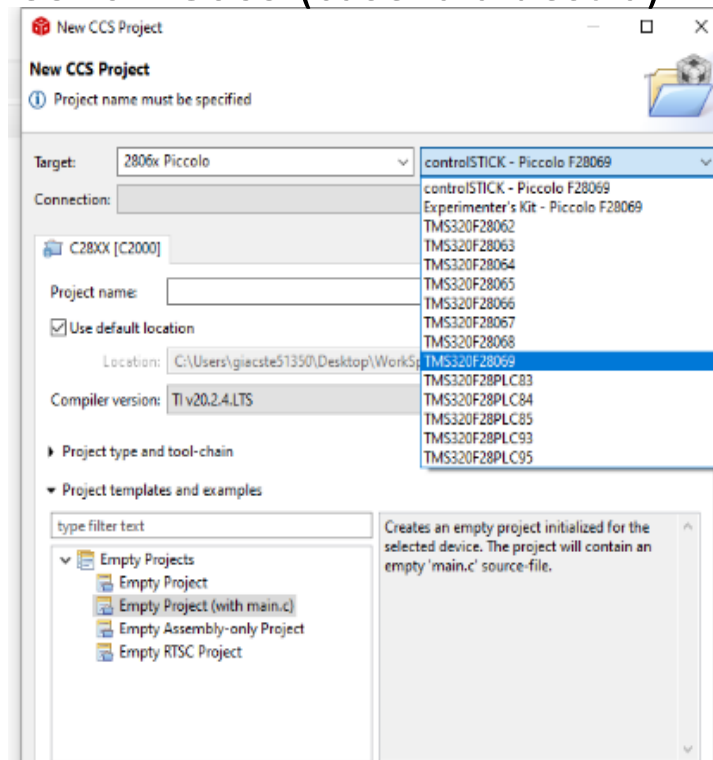 New CCS Project
New CCS Project
Project name must be specified
Target: 2806x Piccolo controlSTICK - Piccolo F28069
Connection:
controlSTICK - Piccolo F28069
Experimenter's Kit - Piccolo F28069
TMS320F28062
TMS320F28063
TMS320F28064
TMS320F28065
TMS320F28066
TMS320F28067
TMS320F28068
TMS320F28069
TMS320F28PLC83
TMS320F28PLC84
TMS320F28PLC85
TMS320F28PLC93
TMS320F28PLC95
C28XX [C2000]
Project name:
Use default location
Location: C:\Users\giacste51350\Desktop\WorkSp
Compiler version: TI v20.2.4.LTS
Project type and tool-chain
Project templates and examples
type filter text
Empty Projects
Empty Project
Empty Project (with main.c)
Empty Assembly-only Project
Empty RTSC Project
Creates an empty project initialized for the
selected device. The project will contain an
empty 'main.c' source-file.